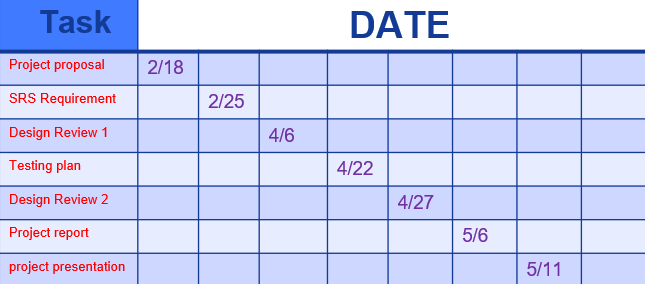 Task DATE
Project proposal 2/18
SRS Requirement 2/25
Design Review 1 4/6
Testing plan 4/22
Design Review 2 4/27
Project report 5/6
project presentation 5/11